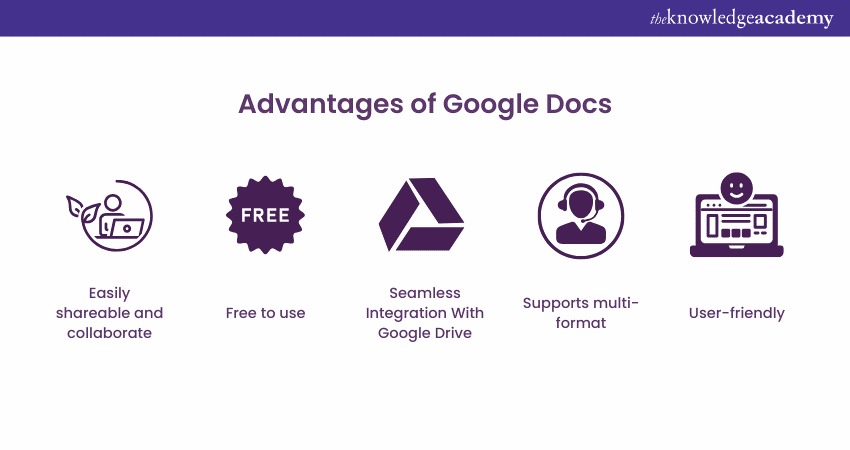 theknowledgeacademy
Advantages of Google Docs
FREE
Easily
shareable and
collaborate
Free to use
Seamless
Integration With
Google Drive
Supports multi-
format
User-friendly